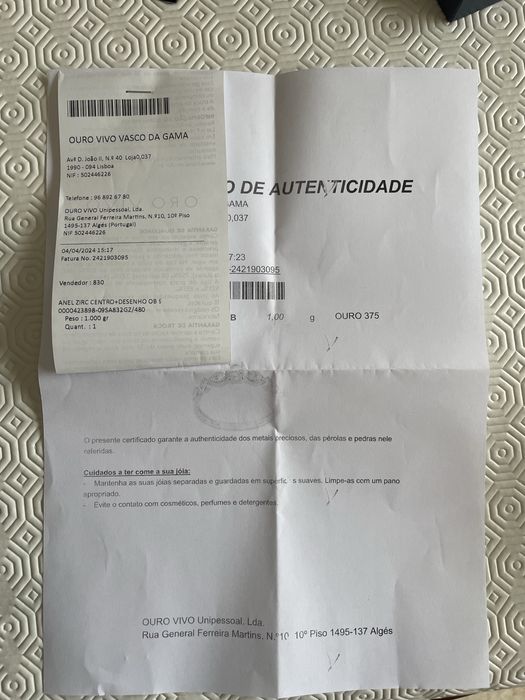 OURO VIVO VASCO DA GAMA
Avª D. João II, N.º 40 Loja0,037
1990 - 094 Lisboa
NIF : 502446226
Telefone : 96 892 67 80
OURO VIVO Unipessoal, Lda.
Rua General Ferreira Martins, N.º10, 10º Piso
1495-137 Algés (Portugal)
NIF 502446226
04/04/2024 15:17
Fatura No. 2421903095
Vendedor : 830
ANEL ZIRC CENTRO+DESENHO OB 9
0000423898-09SA832GZ/480
Peso : 1.000 gr
Quant. : 1
O DE AUTENTICIDADE
GAMA
0,037
7:23
-2421903095
B 1,00 g OURO 375
O presente certificado garante a authenticidade dos metais preciosos, das pérolas e pedras nele
referidas.
Cuidados a ter come a sua jóia:
- Mantenha as suas jóias separadas e guardadas em superfic s suaves. Limpe-as com um pano
apropriado.
- Evite o contato com cosméticos, perfumes e detergentes.
OURO VIVO Unipessoal, Lda.
Rua General Ferreira Martins, N.º10 10º Piso 1495-137 Algés